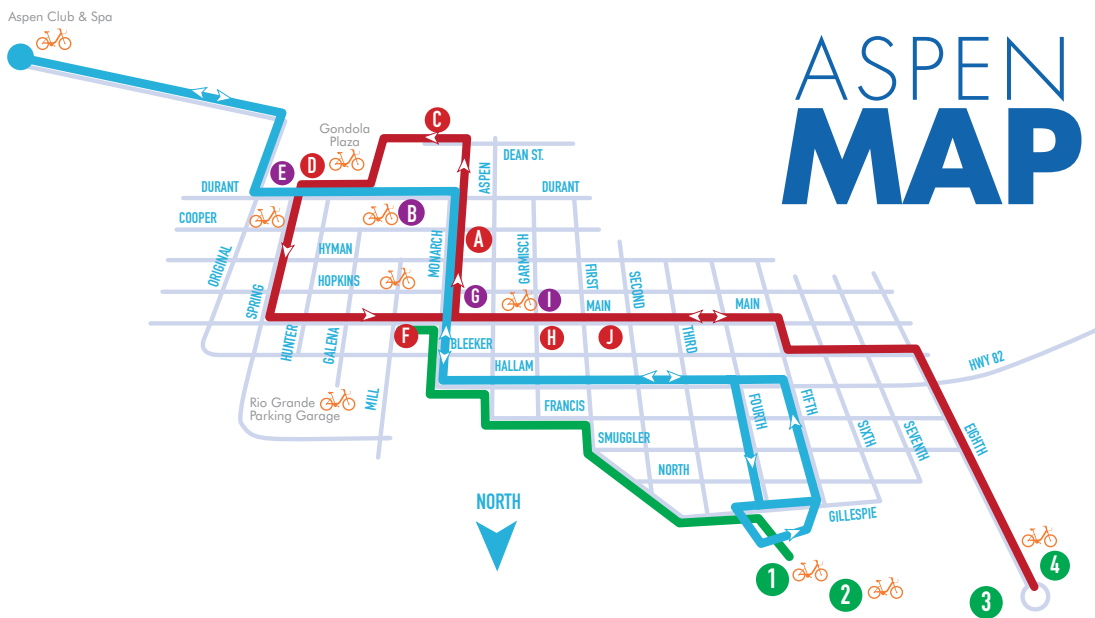 Aspen Club & Spa
ASPEN
MAP
C
Gondola
Plaza
DEAN ST.
E
D
ASPEN
DURANT
DURANT
COOPER
B
ORIGINAL
HYMAN
MONARCH
A
GARMISCH
HOPKINS
FIRST
SECOND
SPRING
G
I
MAIN
MAIN
HUNTER
GALENA
F
BLEEKER
H
J
THIRD
HWY 82
HALLAM
MILL
Rio Grande
Parking Garage
FRANCIS
FOURTH
FIFTH
SIXTH
SEVENTH
EIGHTH
SMUGGLER
NORTH
NORTH
GILLESPIE
1
2
3
4